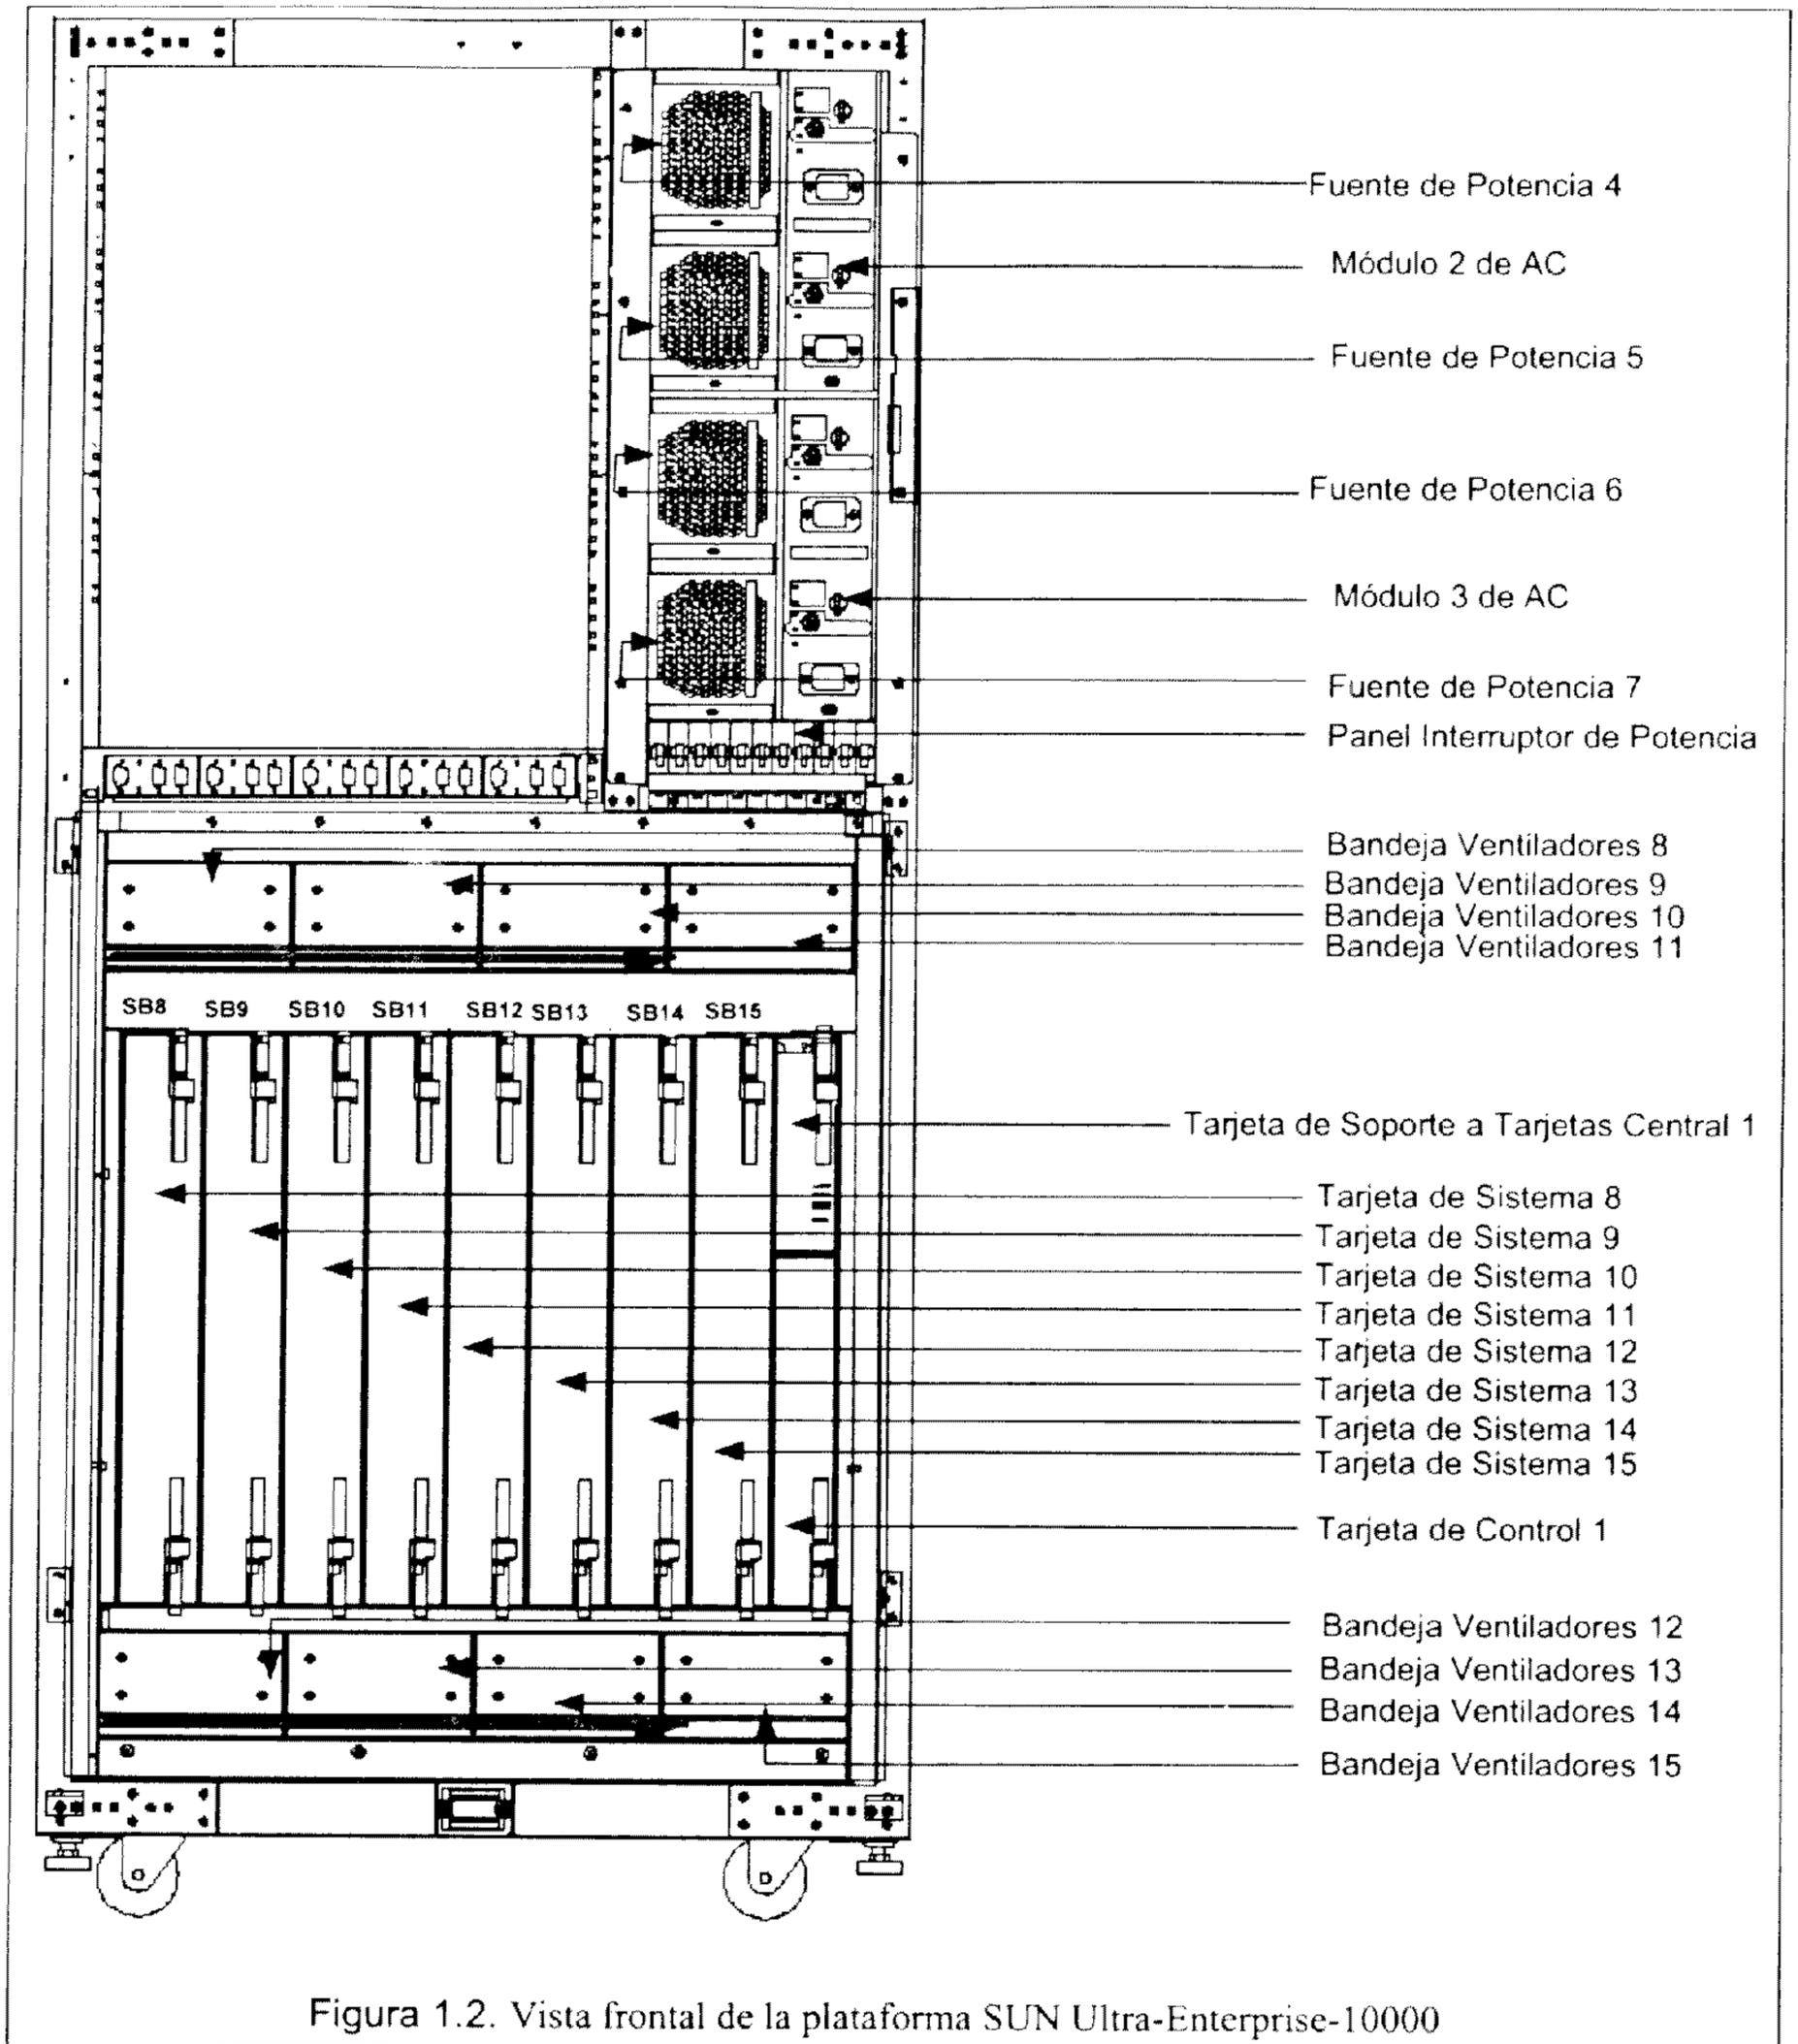 Fuente de Potencia 4
Módulo 2 de AC
Fuente de Potencia 5
Fuente de Potencia 6
Módulo 3 de AC
Fuente de Potencia 7
Panel Interruptor de Potencia
Bandeja Ventiladores 8
Bandeja Ventiladores 9
Bandeja Ventiladores 10
Bandeja Ventiladores 11
SB8 SB9 SB10 SB11 SB12 SB13 SB14 SB15
Tarjeta de Soporte a Tarjetas Central 1
Tarjeta de Sistema 8
Tarjeta de Sistema 9
Tarjeta de Sistema 10
Tarjeta de Sistema 11
Tarjeta de Sistema 12
Tarjeta de Sistema 13
Tarjeta de Sistema 14
Tarjeta de Sistema 15
Tarjeta de Control 1
Bandeja Ventiladores 12
Bandeja Ventiladores 13
Bandeja Ventiladores 14
Bandeja Ventiladores 15
Figura 1.2. Vista frontal de la plataforma SUN Ultra-Enterprise-10000